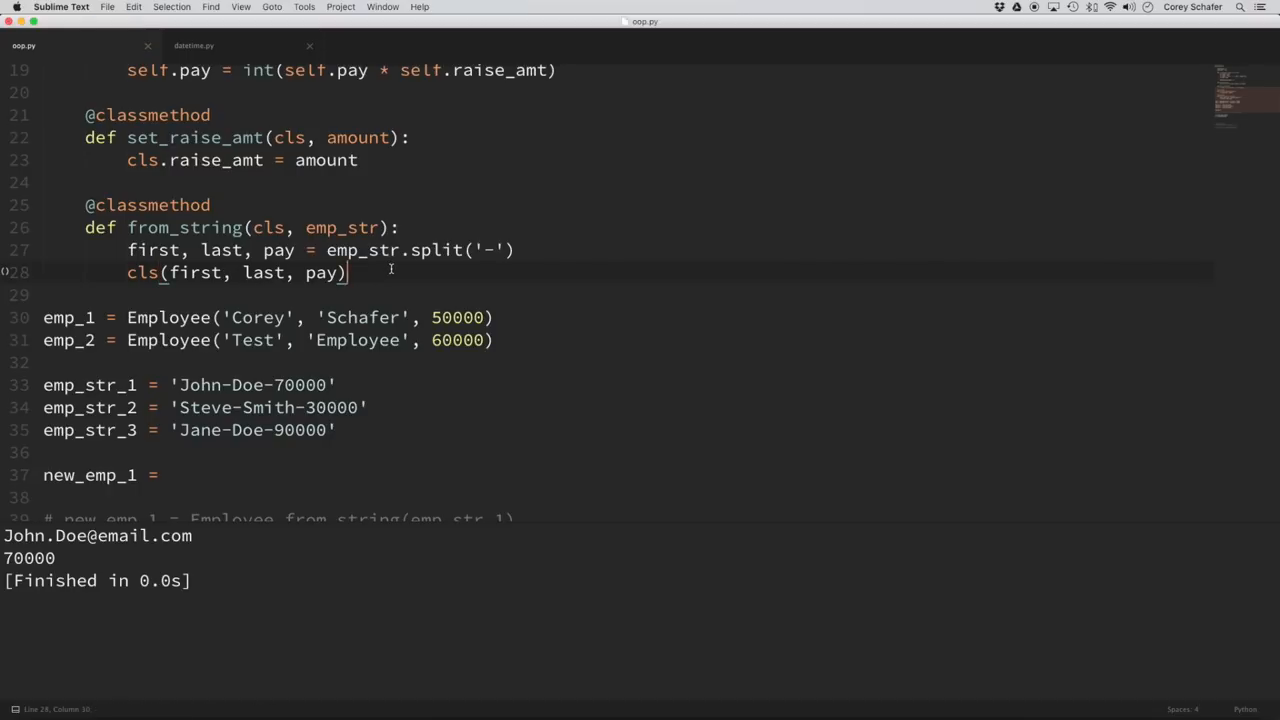 Sublime Text File Edit Selection Find View Goto Tools Project Window Help Corey Schafer
oop.py
oop.py datetime.py
19 self.pay = int(self.pay * self.raise_amt)
20
21 @classmethod
22 def set_raise_amt(cls, amount):
23 cls.raise_amt = amount
24
25 @classmethod
26 def from_string(cls, emp_str):
27 first, last, pay = emp_str.split('-')
()28 cls(first, last, pay)
29
30 emp_1 = Employee('Corey', 'Schafer', 50000)
31 emp_2 = Employee('Test', 'Employee', 60000)
32
33 emp_str_1 = 'John-Doe-70000'
34 emp_str_2 = 'Steve-Smith-30000'
35 emp_str_3 = 'Jane-Doe-90000'
36
37 new_emp_1 =
38
39 # new_emp_1 = Employee.from_string(emp_str_1)
John.Doe@email.com
70000
[Finished in 0.0s]
Line 28, Column 30 Spaces: 4 Python